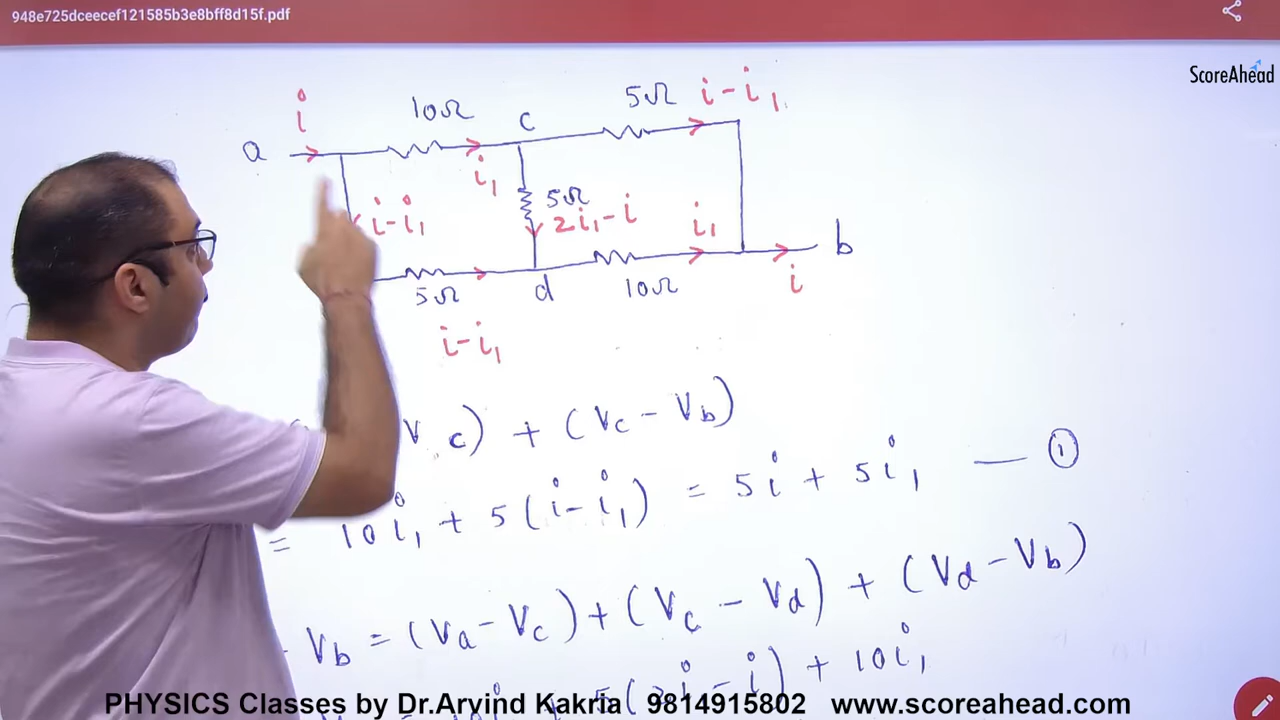 948e725dceecef121585b3e8bff8d15f.pdf
ScoreAhead
i 10Ω c 5Ω i-i₁
a
i₁ 5Ω
i-i₁ 2i₁-i i₁ b
5Ω d 10Ω i
i-i₁
V c) + (Vc - Vb)
= 10i₁ + 5(i-i₁) = 5i + 5i₁ — ①
Vb = (Va - Vc) + (Vc - Vd) + (Vd - Vb)
i) + 10i₁
PHYSICS Classes by Dr.Arvind Kakria 9814915802 www.scoreahead.com